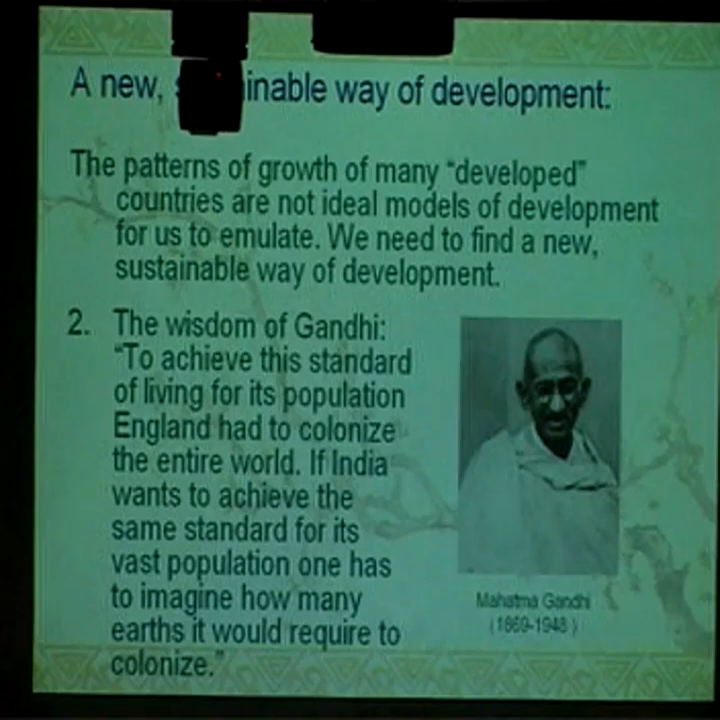 A new, inable way of development:
The patterns of growth of many “developed”
countries are not ideal models of development
for us to emulate. We need to find a new,
sustainable way of development.
2. The wisdom of Gandhi:
“To achieve this standard
of living for its population
England had to colonize
the entire world. If India
wants to achieve the
same standard for its
vast population one has
to imagine how many
earths it would require to
colonize.”
Mahatma Gandhi
(1869-1948 )